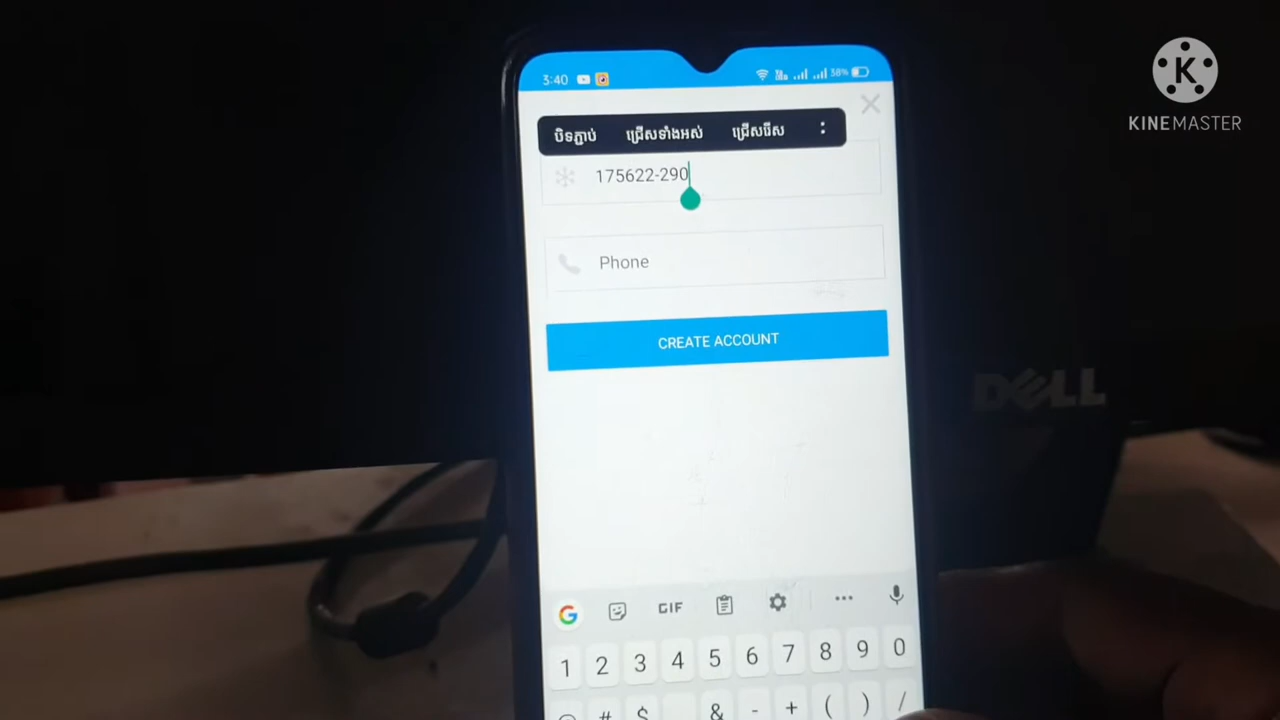 3:40
38%
បិទភ្ជាប់ ជ្រើសទាំងអស់ ជ្រើសរើស
175622-290
Phone
CREATE ACCOUNT
GIF
1 2 3 4 5 6 7 8 9 0
# $ & - + ( ) /
DELL
K
KINEMASTER